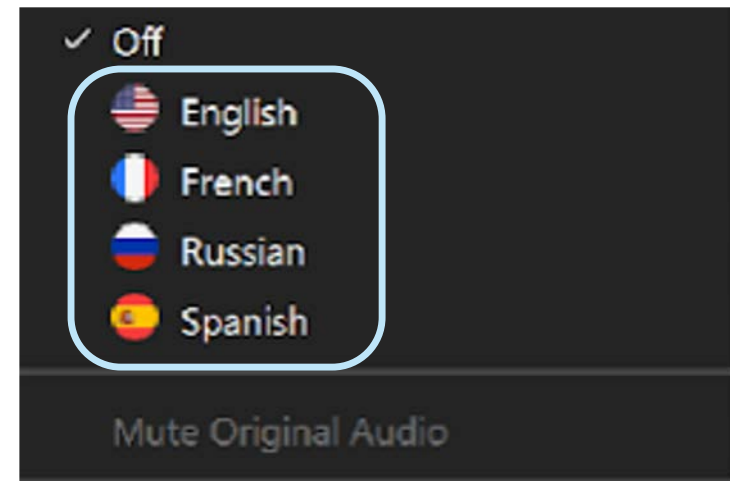 Off
English
French
Russian
Spanish
Mute Original Audio